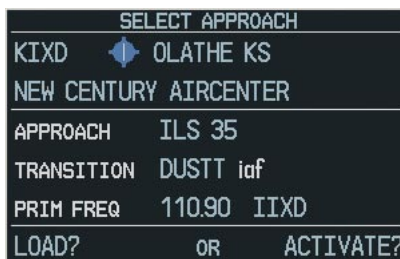 SELECT APPROACH
KIXD OLATHE KS
NEW CENTURY AIRCENTER
APPROACH ILS 35
TRANSITION DUSTT iaf
PRIM FREQ 110.90 IIXD
LOAD? OR ACTIVATE?